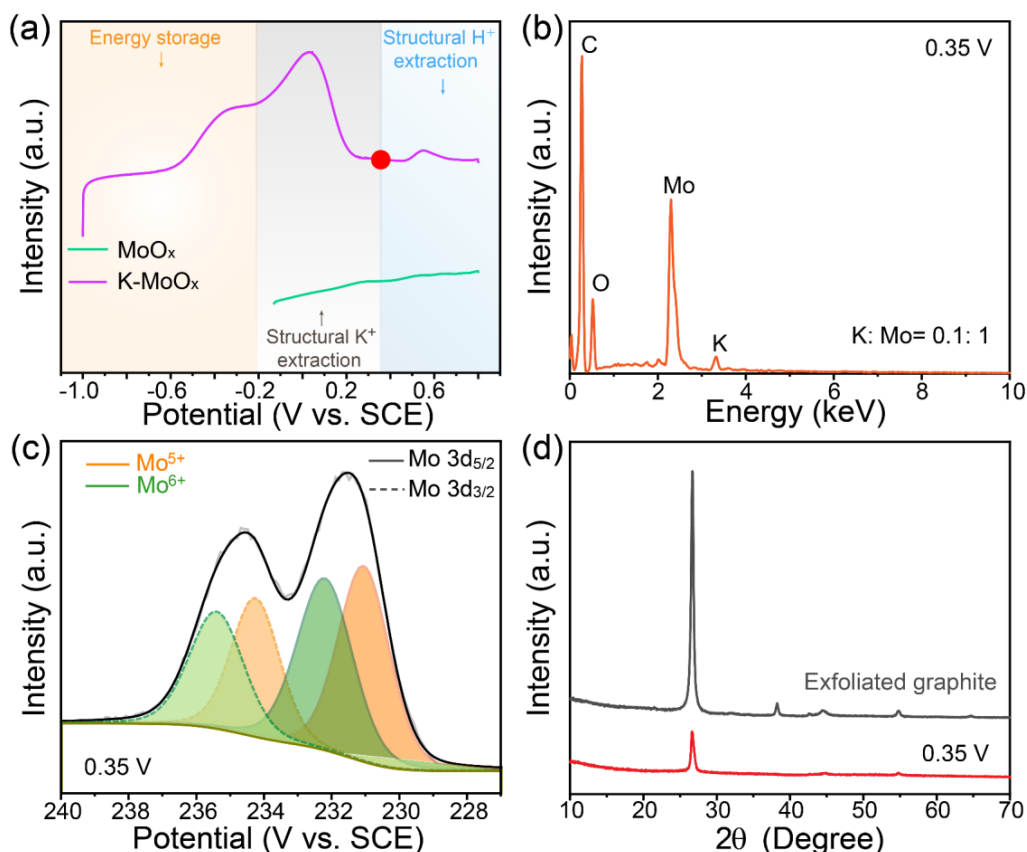 (a)
Energy storage
Structural H⁺
extraction
MoOₓ
K-MoOₓ
Structural K⁺
extraction
Intensity (a.u.)
-1.0 -0.6 -0.2 0.2 0.6
Potential (V vs. SCE)
(b)
0.35 V
C
Mo
O
K
K: Mo= 0.1: 1
Intensity (a.u.)
0 2 4 6 8 10
Energy (keV)
(c)
Mo⁵⁺
Mo⁶⁺
Mo 3d₅/₂
Mo 3d₃/₂
0.35 V
Intensity (a.u.)
240 238 236 234 232 230 228
Potential (V vs. SCE)
(d)
Exfoliated graphite
0.35 V
Intensity (a.u.)
10 20 30 40 50 60 70
2θ (Degree)